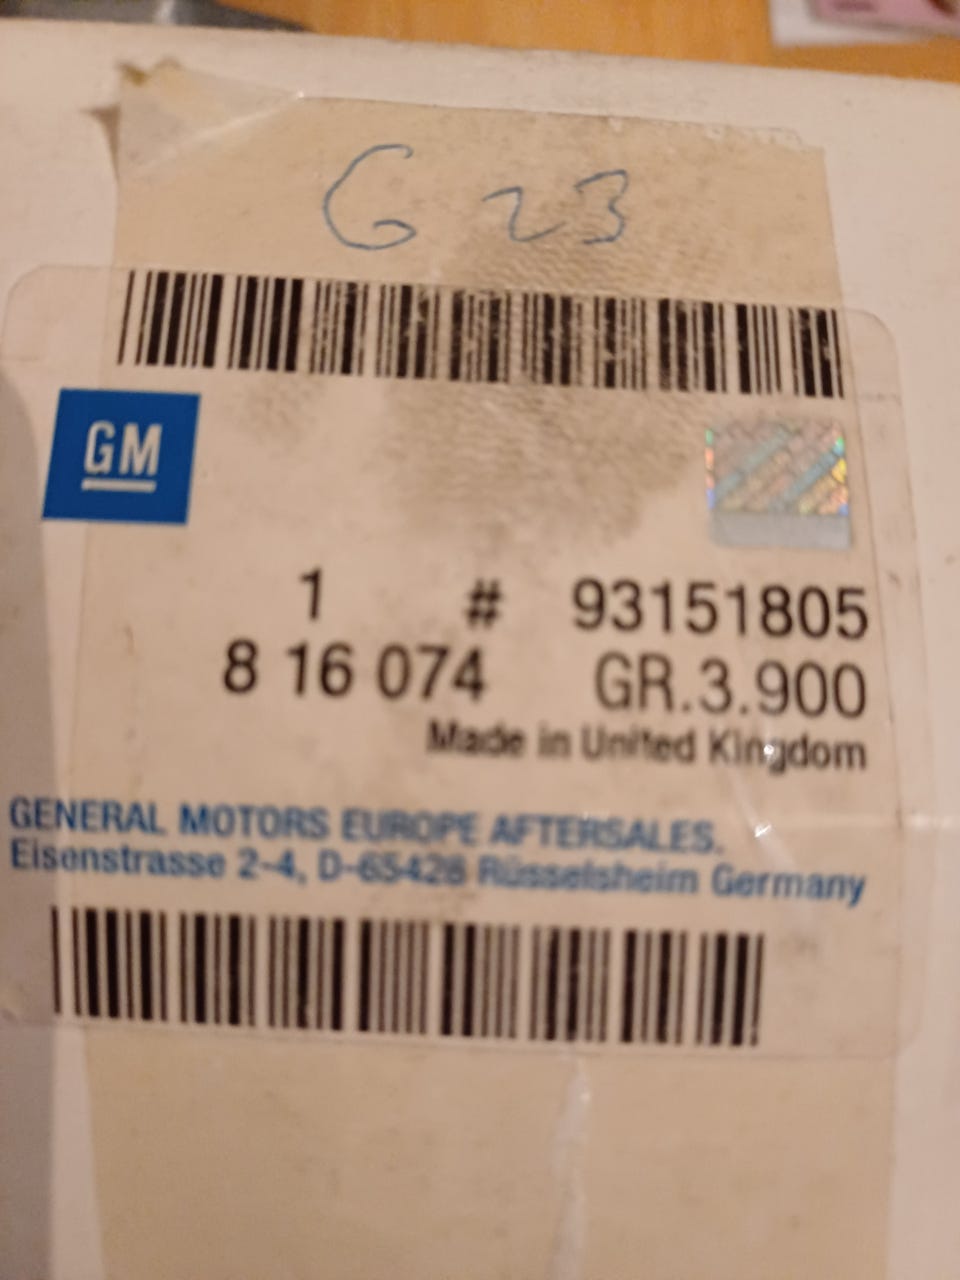 G 23
GM
1 # 93151805
8 16 074 GR.3.900
Made in United Kingdom
GENERAL MOTORS EUROPE AFTERSALES.
Eisenstrasse 2-4, D-65428 Rüsselsheim Germany